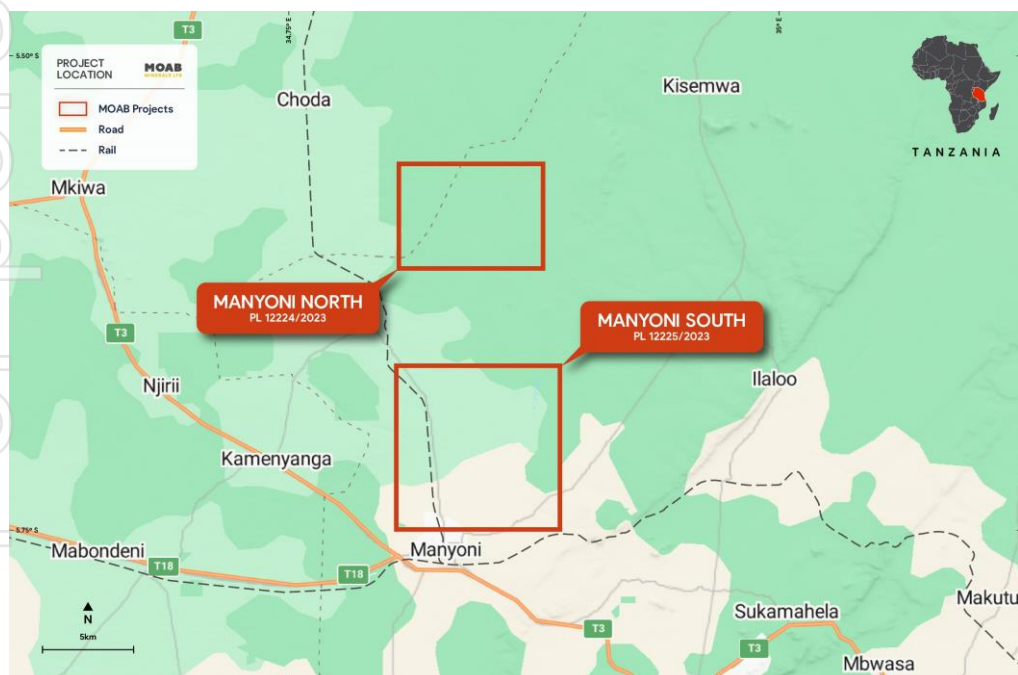 34.75° E
35° E
5.50° S
PROJECT
LOCATION
MOAB
MINERALS LTD
MOAB Projects
Road
Rail
T3
Choda
Kisemwa
TANZANIA
Mkiwa
MANYONI NORTH
PL 12224/2023
MANYONI SOUTH
PL 12225/2023
T3
Njirii
Ilaloo
Kamenyanga
5.75° S
Mabondeni
T18
T18
Manyoni
N
5km
T3
Sukamahela
T3
Makutu
Mbwasa